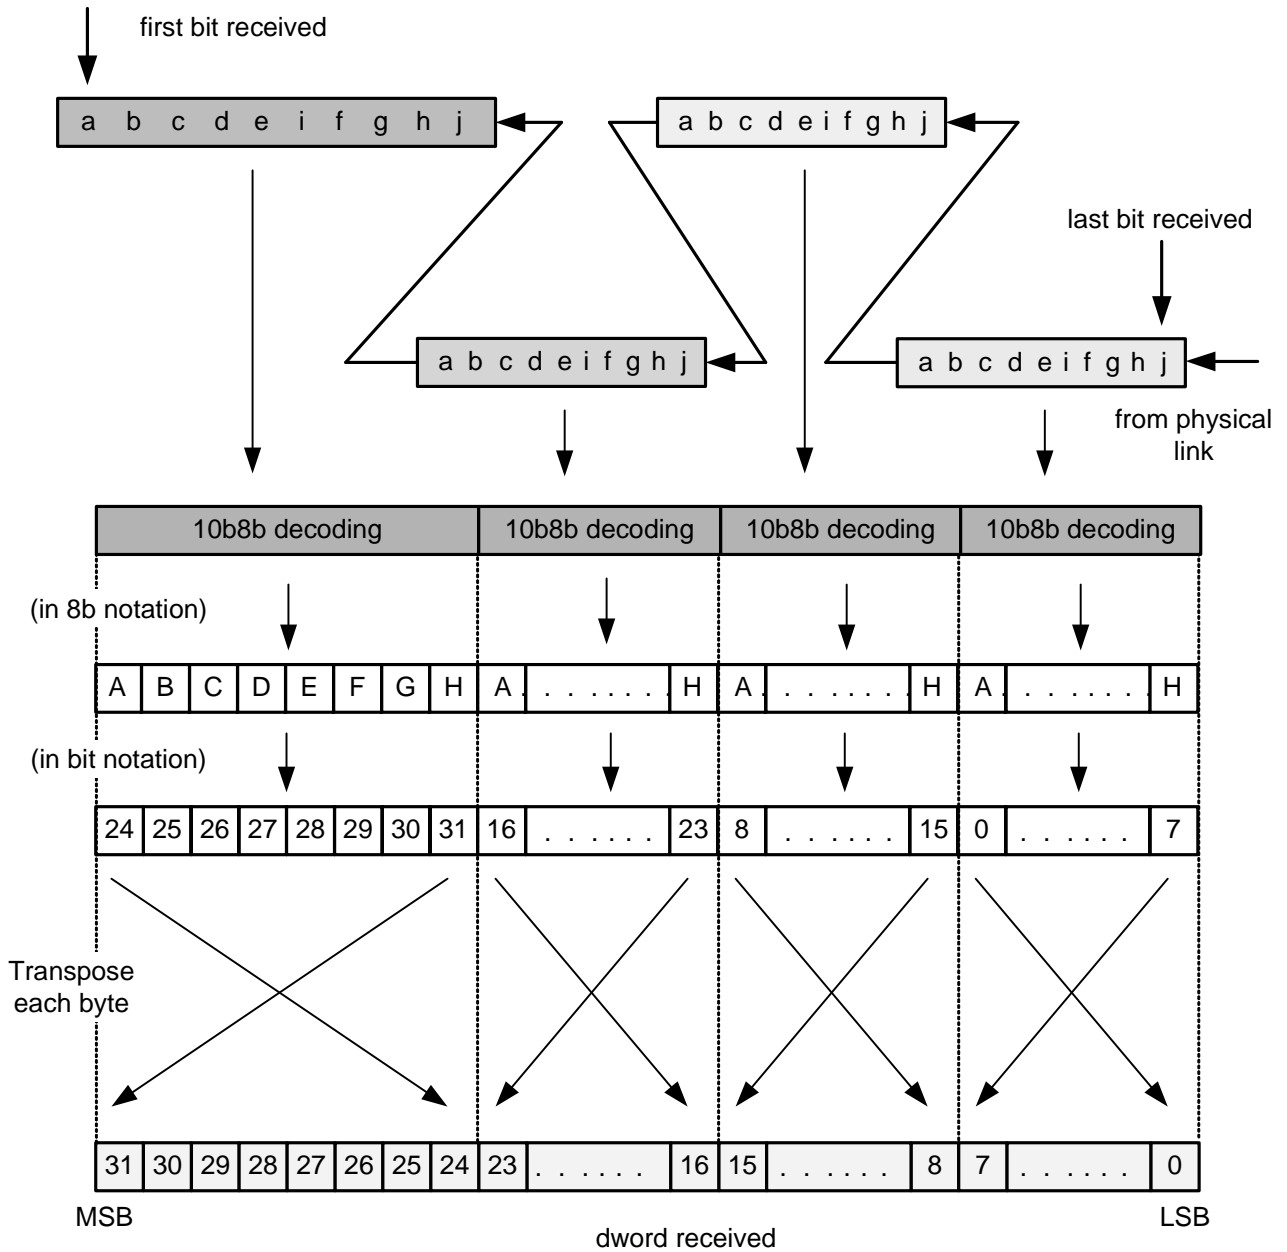 first bit received
a b c d e i f g h j
a b c d e i f g h j
last bit received
a b c d e i f g h j
a b c d e i f g h j
from physical
link
10b8b decoding 10b8b decoding 10b8b decoding 10b8b decoding
(in 8b notation)
A B C D E F G H A . . . . . . . . H A . . . . . . . . H A . . . . . . . . H
(in bit notation)
24 25 26 27 28 29 30 31 16 . . . . . . 23 8 . . . . . . 15 0 . . . . . . 7
Transpose
each byte
31 30 29 28 27 26 25 24 23 . . . . . . 16 15 . . . . . . 8 7 . . . . . . 0
MSB LSB
dword received